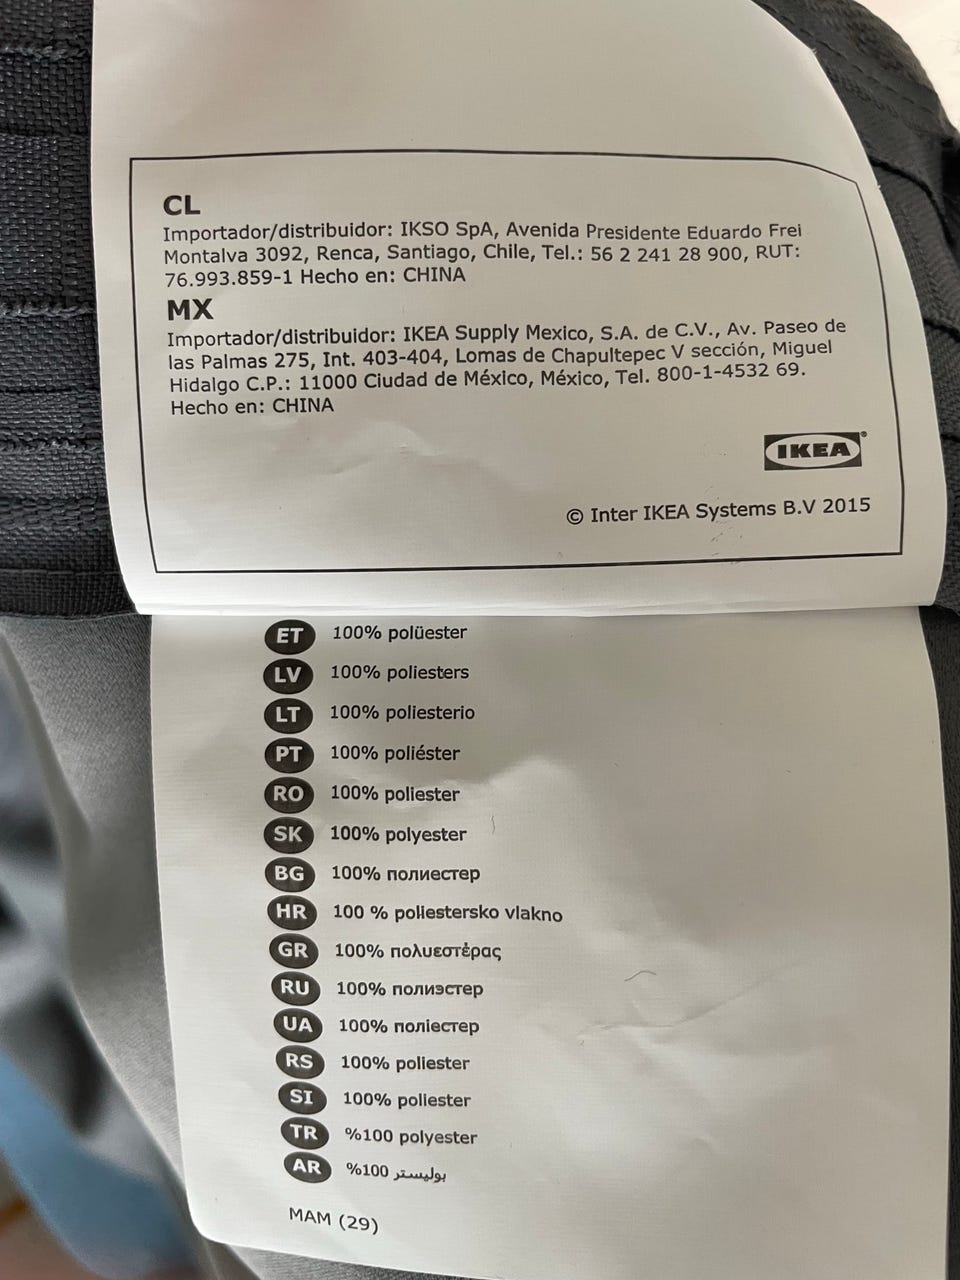 CL
Importador/distribuidor: IKSO SpA, Avenida Presidente Eduardo Frei
Montalva 3092, Renca, Santiago, Chile, Tel.: 56 2 241 28 900, RUT:
76.993.859-1 Hecho en: CHINA
MX
Importador/distribuidor: IKEA Supply Mexico, S.A. de C.V., Av. Paseo de
las Palmas 275, Int. 403-404, Lomas de Chapultepec V sección, Miguel
Hidalgo C.P.: 11000 Ciudad de México, México, Tel. 800-1-4532 69.
Hecho en: CHINA
IKEA®
© Inter IKEA Systems B.V 2015
ET 100% polüester
LV 100% poliesters
LT 100% poliesterio
PT 100% poliéster
RO 100% poliester
SK 100% polyester
BG 100% полиестер
HR 100 % poliestersko vlakno
GR 100% πολυεστέρας
RU 100% полиэстер
UA 100% поліестер
RS 100% poliester
SI 100% poliester
TR %100 polyester
AR %100 بوليستر
MAM (29)